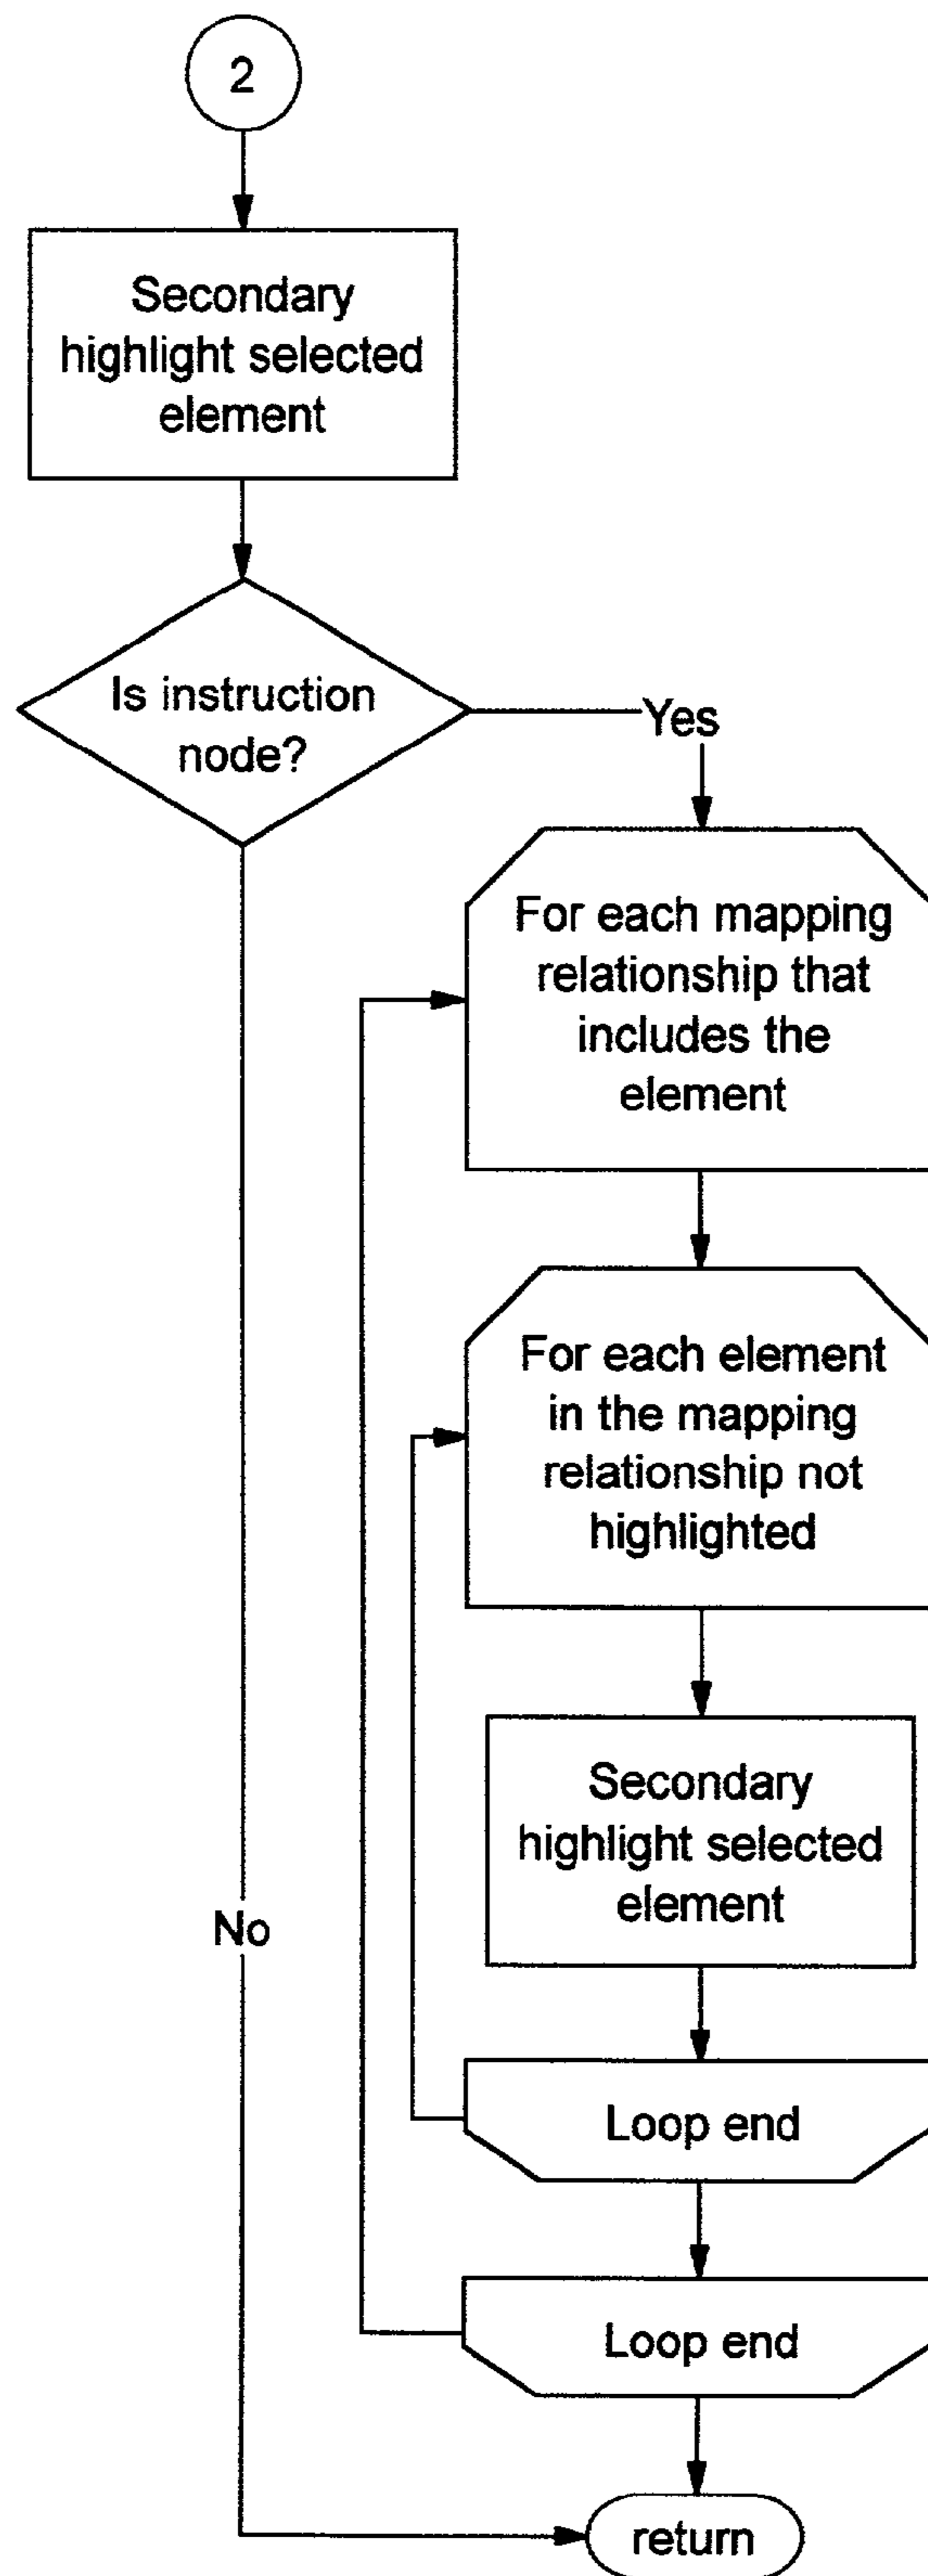 2
Secondary
highlight selected
element
Is instruction
node?
Yes
For each mapping
relationship that
includes the
element
For each element
in the mapping
relationship not
highlighted
Secondary
highlight selected
element
No
Loop end
Loop end
return